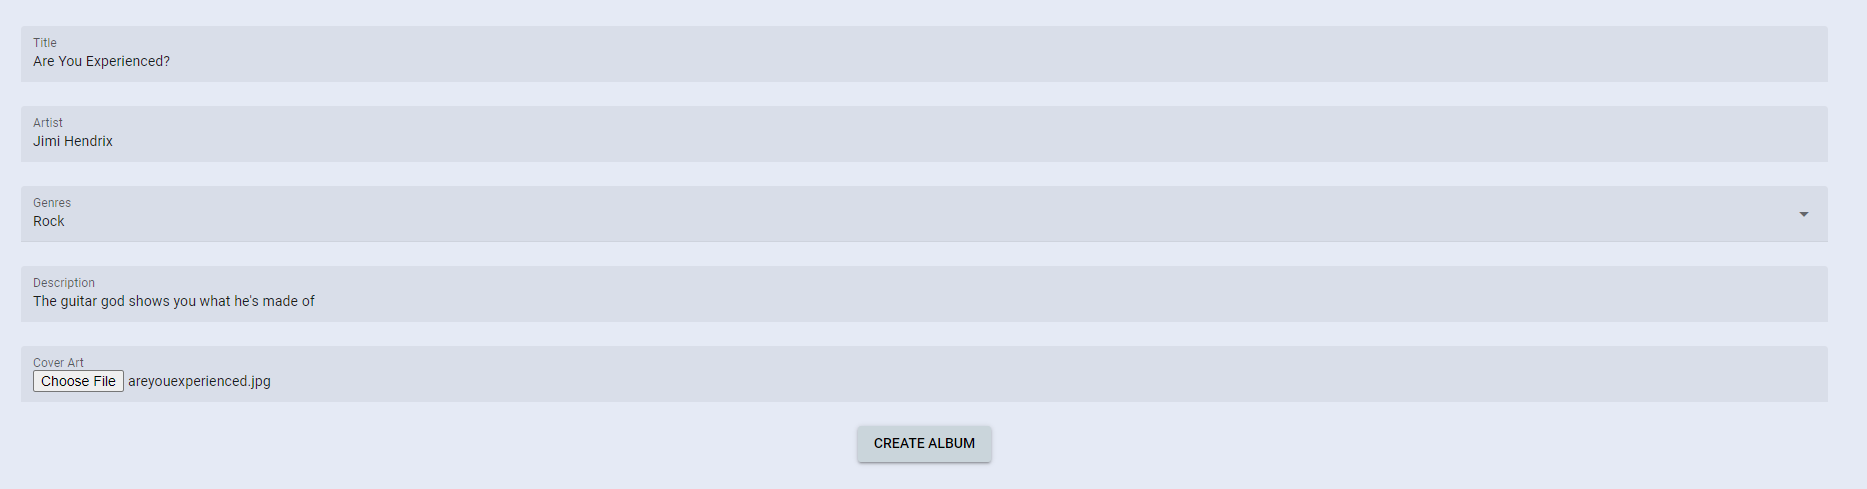 Title
Are You Experienced?
Artist
Jimi Hendrix
Genres
Rock
Description
The guitar god shows you what he's made of
Cover Art
Choose File areyouexperienced.jpg
CREATE ALBUM